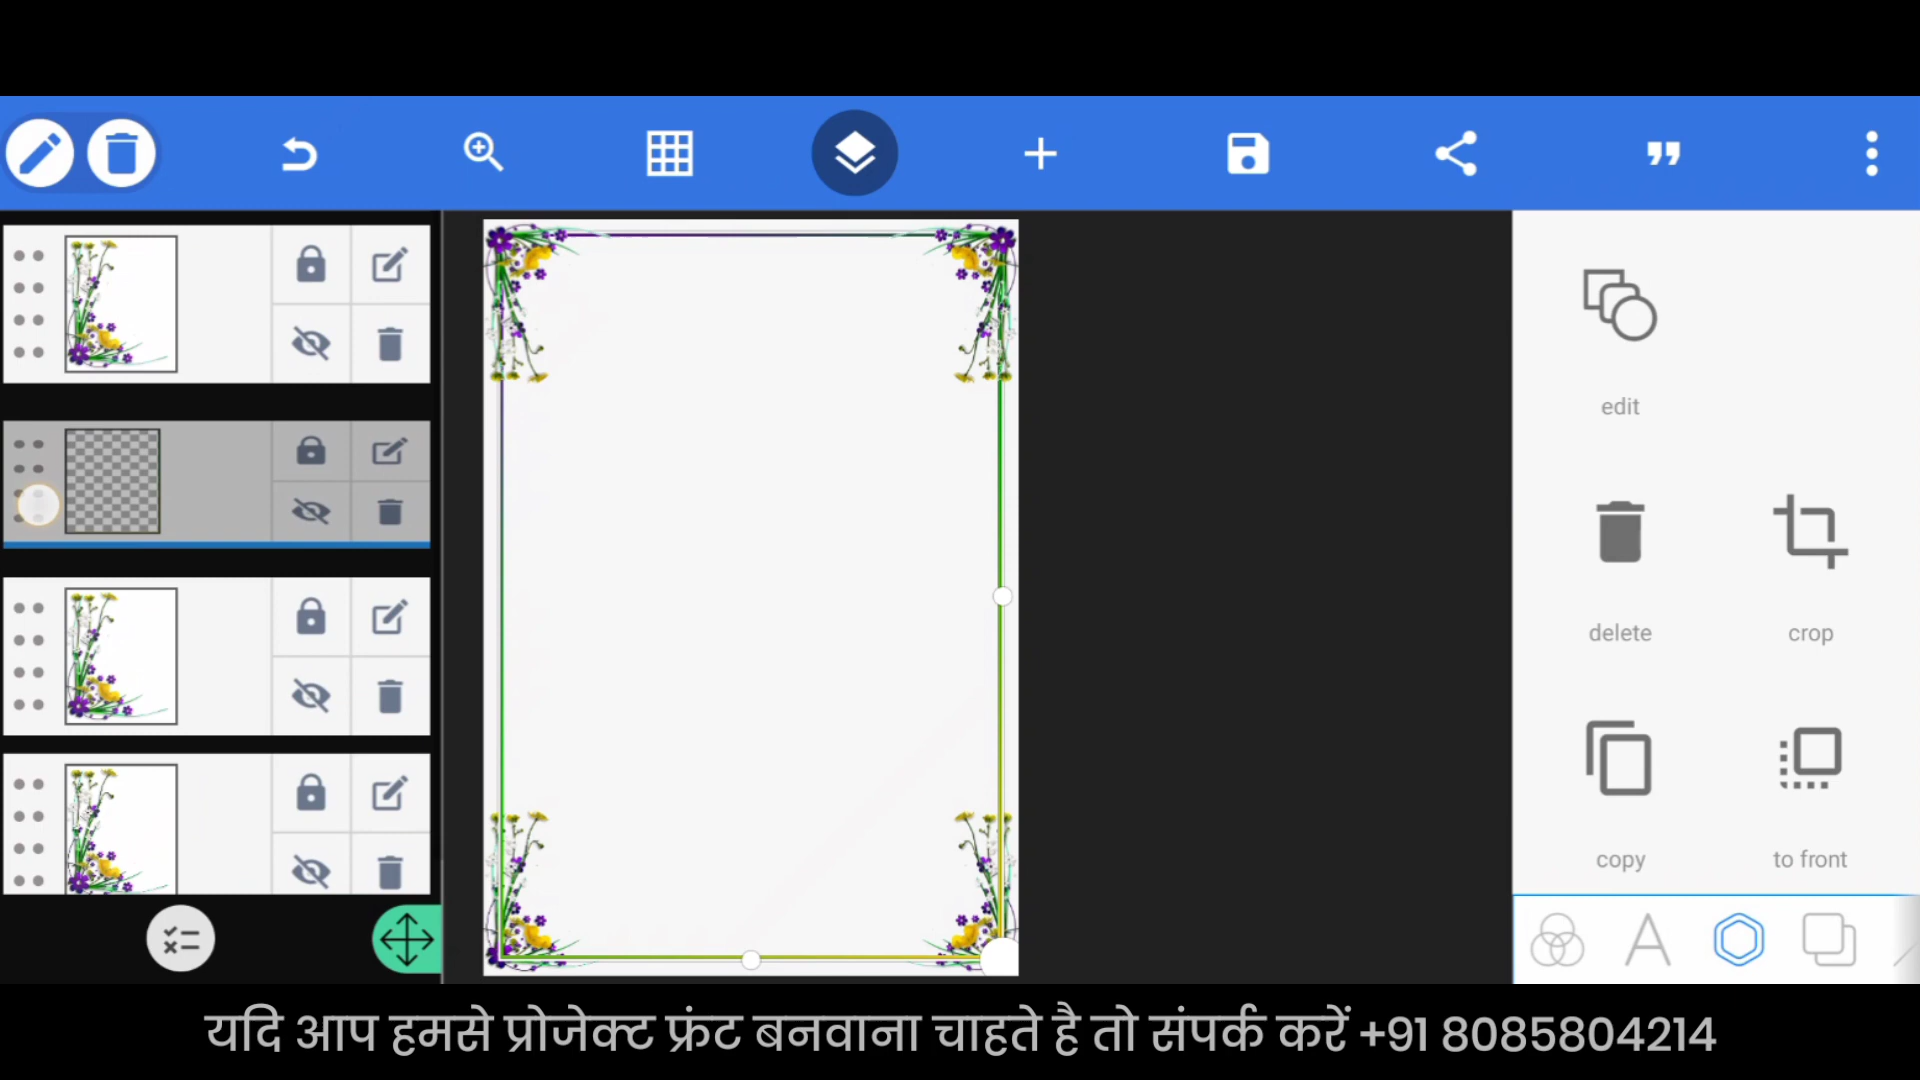 edit
delete
crop
copy
to front
यदि आप हमसे प्रोजेक्ट फ्रंट बनवाना चाहते है तो संपर्क करें +91 8085804214